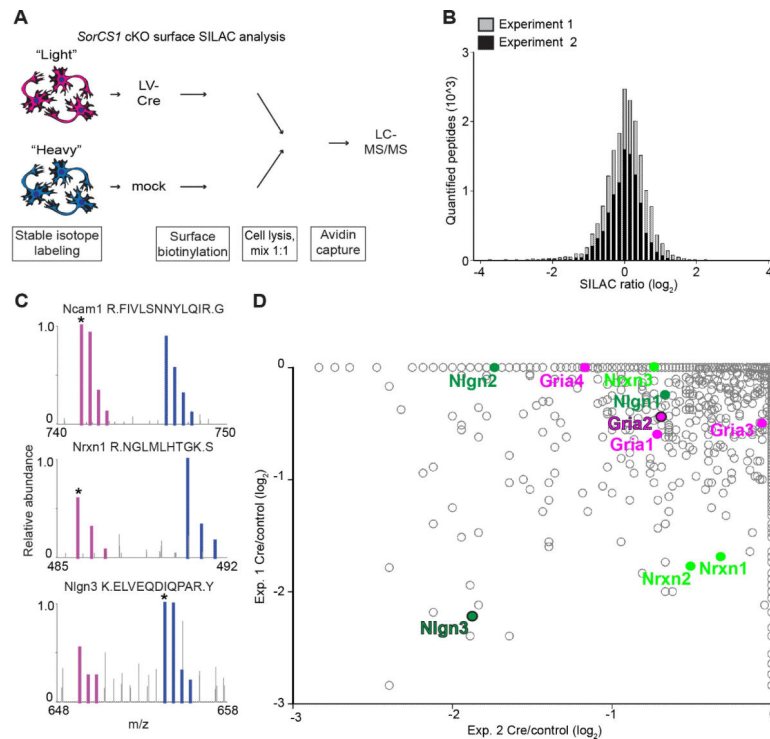 A
SorCS1 cKO surface SILAC analysis
"Light"
LV-
Cre
"Heavy"
mock
LC-
MS/MS
Stable isotope
labeling
Surface
biotinylation
Cell lysis,
mix 1:1
Avidin
capture
B
Experiment 1
Experiment 2
Quantified peptides (10^3)
3
2
1
0
-4
-2
0
2
4
SILAC ratio (log2)
C
Ncam1 R.FIVLSNNYLQIR.G
*
1.0
0
740
750
Nrxn1 R.NGLMLHTGK.S
1.0
*
0
485
492
Nlgn3 K.ELVEQDIQPAR.Y
1.0
*
0
648
658
m/z
Relative abundance
D
0
-1
-2
-3
Exp. 1 Cre/control (log2)
Nlgn2
Gria4
Nrxn3
Nlgn1
Gria2
Gria1
Gria3
Nrxn2
Nrxn1
Nlgn3
-3
-2
-1
0
Exp. 2 Cre/control (log2)